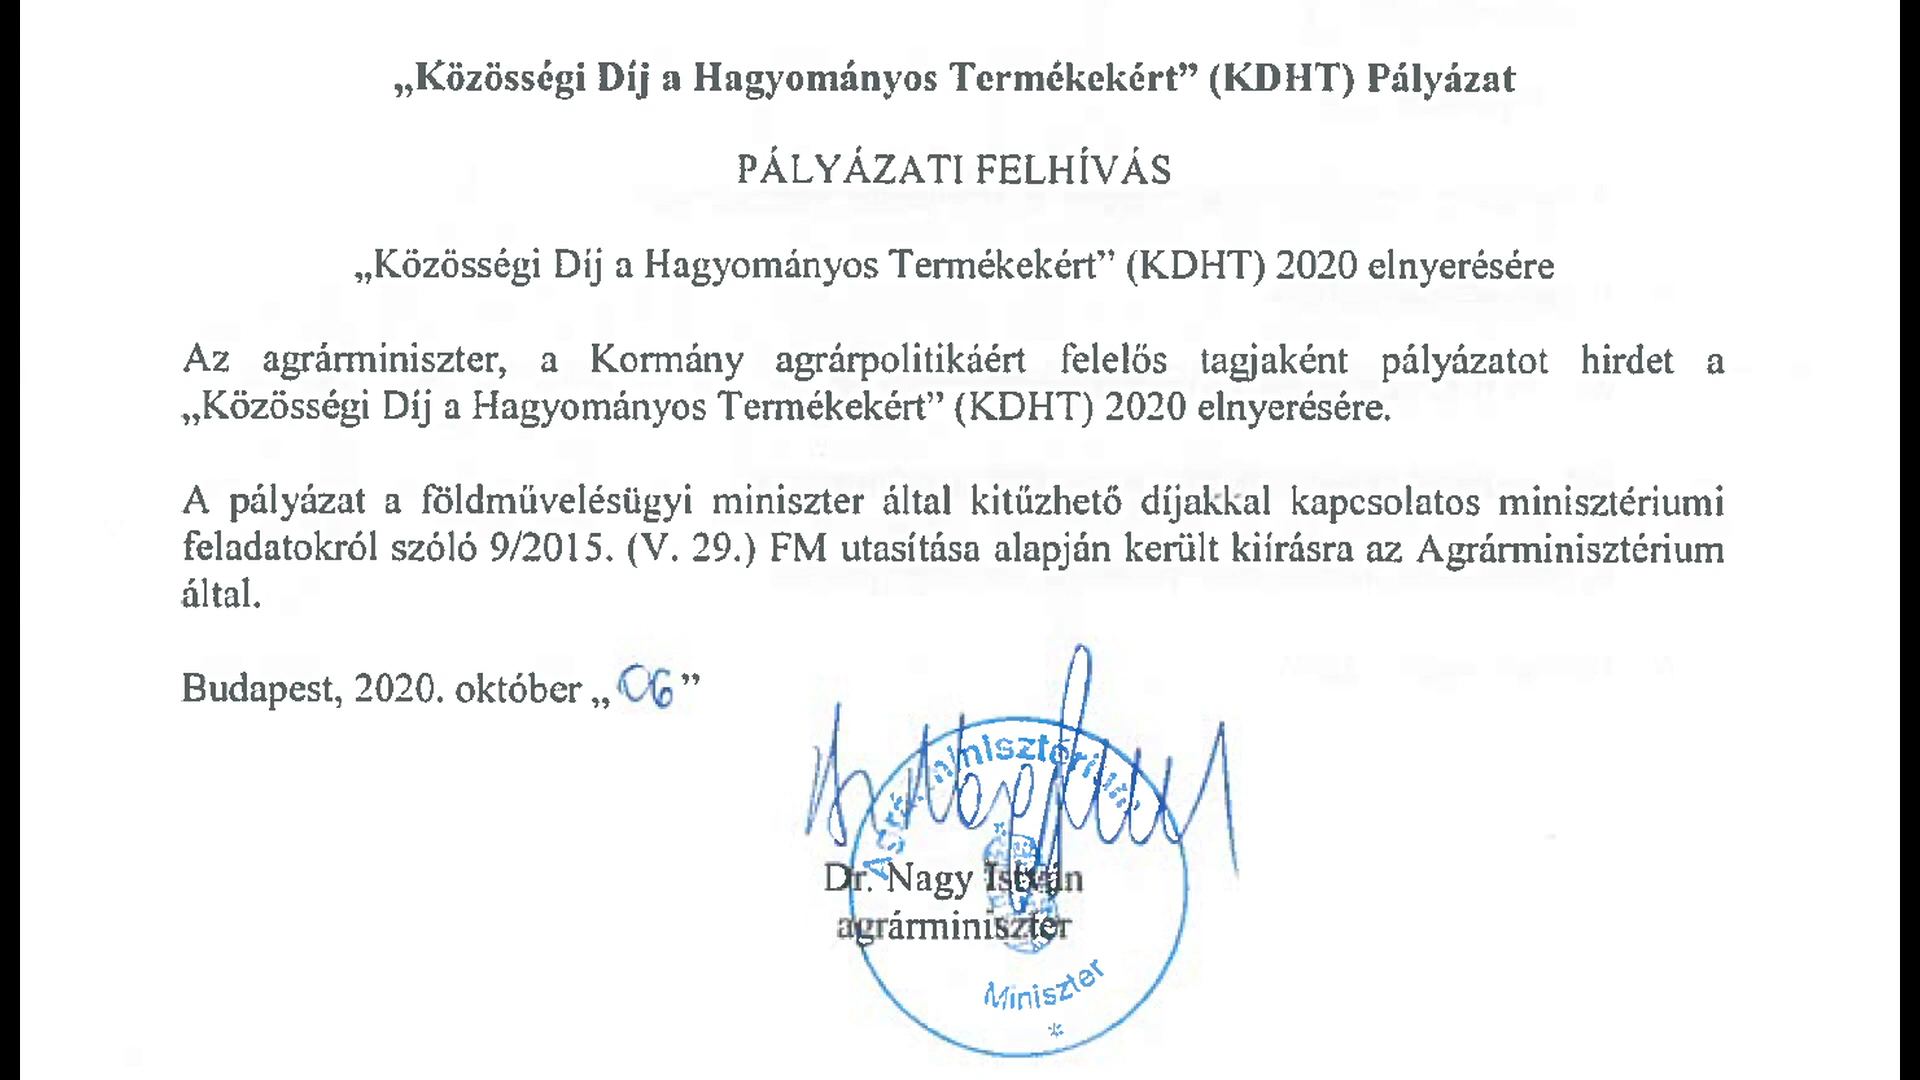 „Közösségi Díj a Hagyományos Termékekért” (KDHT) Pályázat
PÁLYÁZATI FELHÍVÁS
„Közösségi Díj a Hagyományos Termékekért” (KDHT) 2020 elnyerésére
Az agrárminiszter, a Kormány agrárpolitikáért felelős tagjaként pályázatot hirdet a
„Közösségi Díj a Hagyományos Termékekért” (KDHT) 2020 elnyerésére.
A pályázat a földművelésügyi miniszter által kitűzhető díjakkal kapcsolatos minisztériumi
feladatokról szóló 9/2015. (V. 29.) FM utasítása alapján került kiírásra az Agrárminisztérium
által.
Budapest, 2020. október „06”
Agrárminisztérium
Dr. Nagy István
agrárminiszter
Miniszter